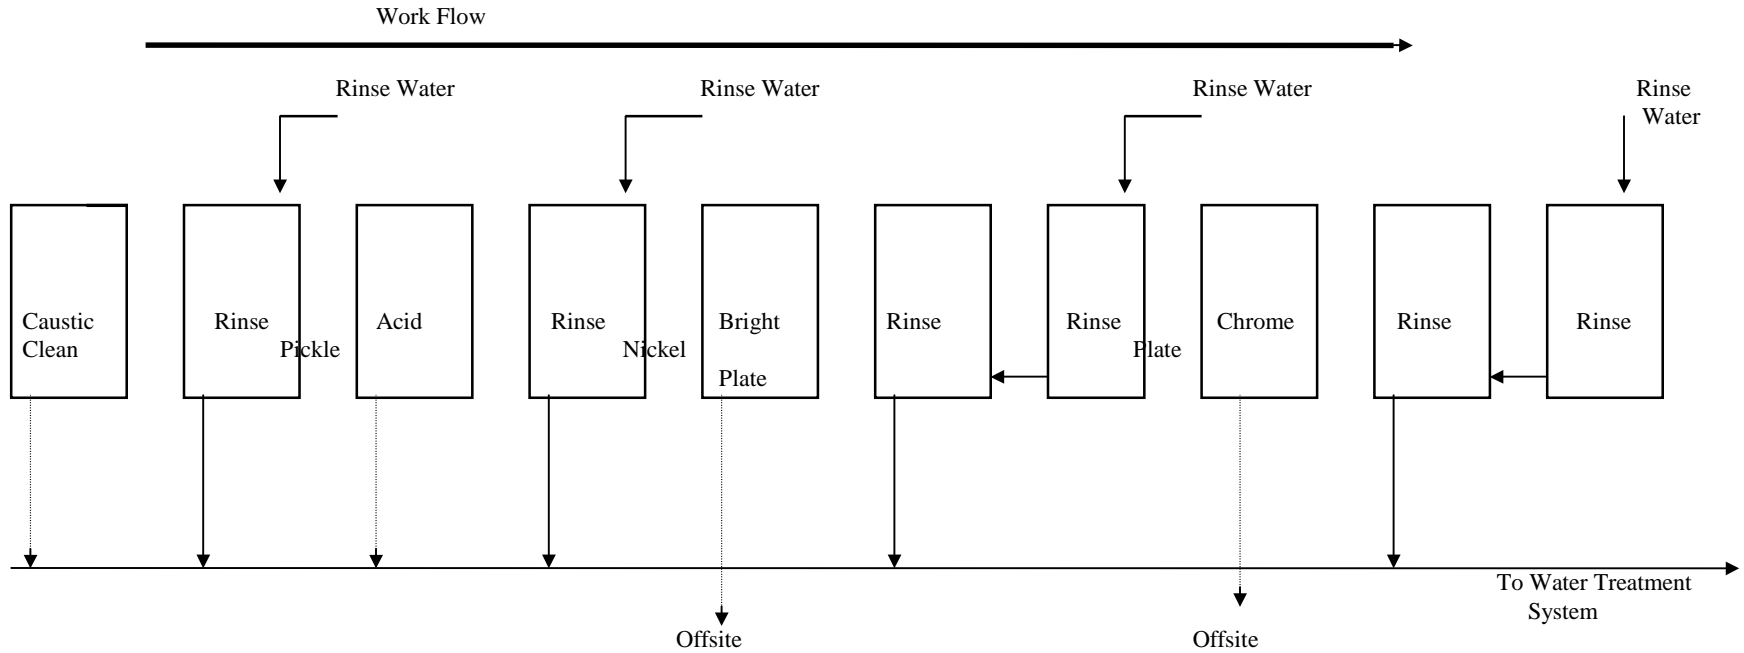 Work Flow
Rinse Water
Rinse Water
Rinse Water
Rinse
Water
Caustic
Clean
Rinse
Pickle
Acid
Rinse
Nickel
Bright
Plate
Rinse
Rinse
Plate
Chrome
Rinse
Rinse
To Water Treatment
System
Offsite
Offsite